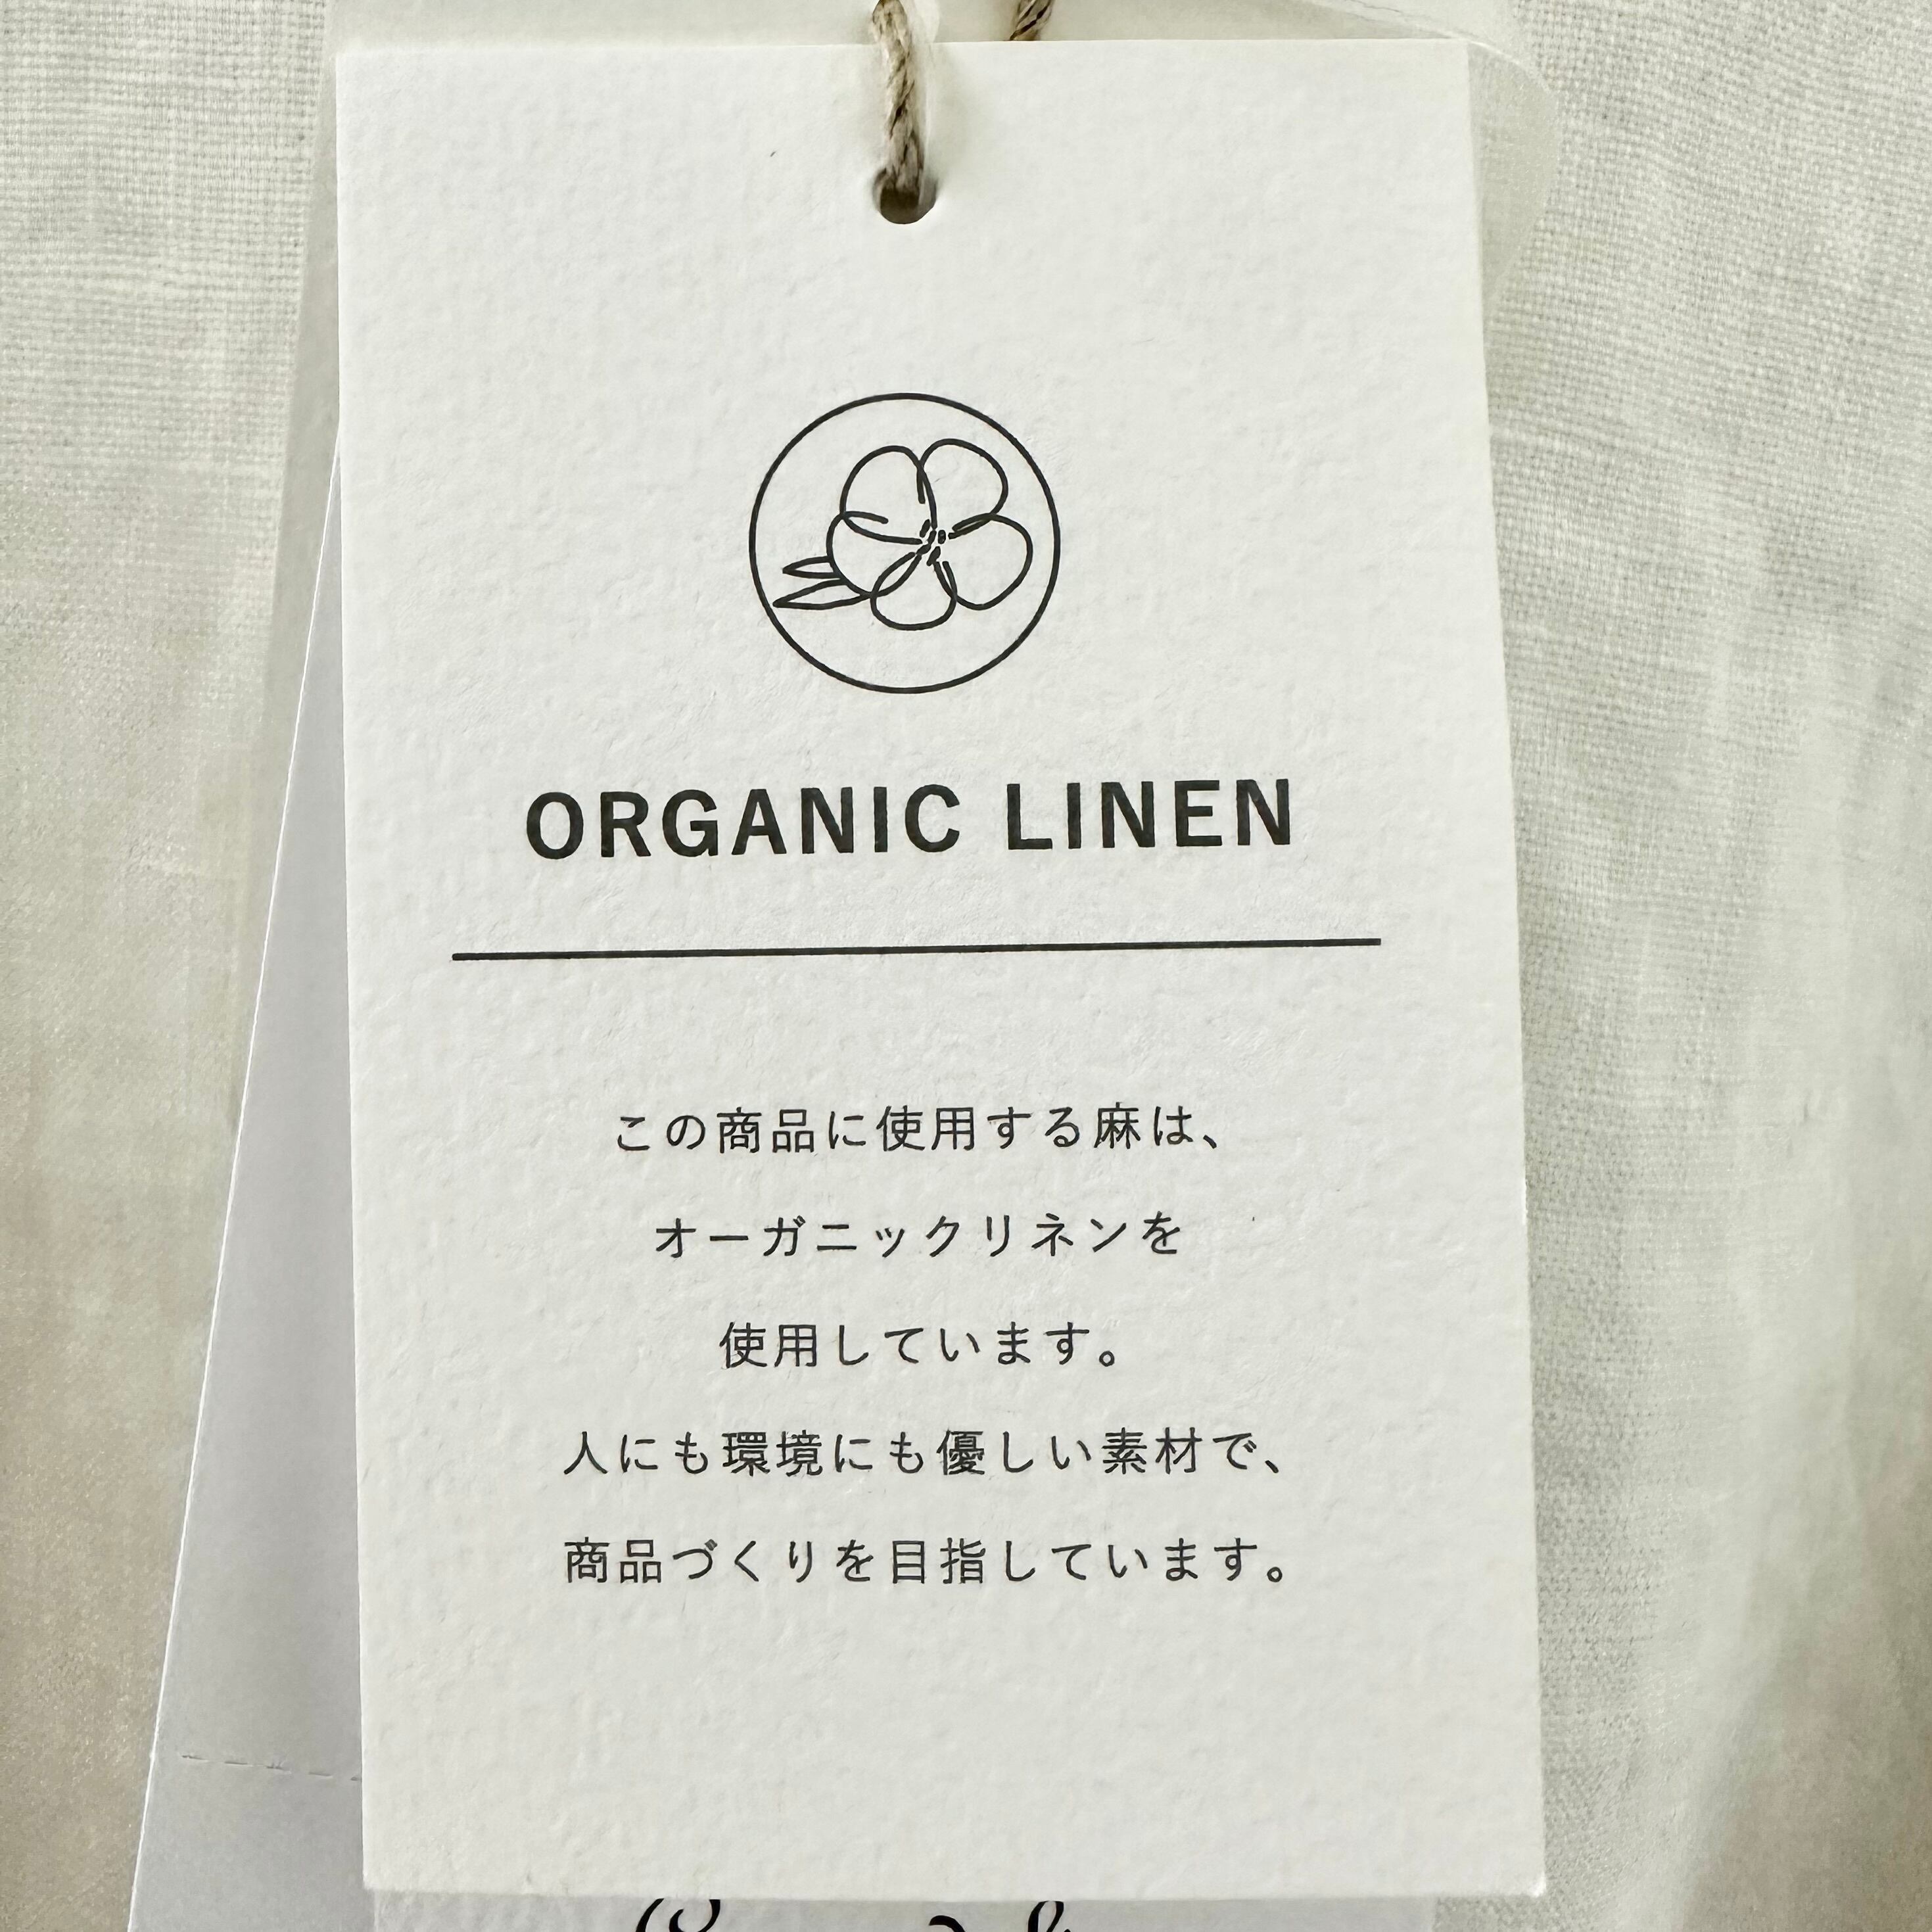 ORGANIC LINEN
この商品に使用する麻は、
オーガニックリネンを
使用しています。
人にも環境にも優しい素材で、
商品づくりを目指しています。